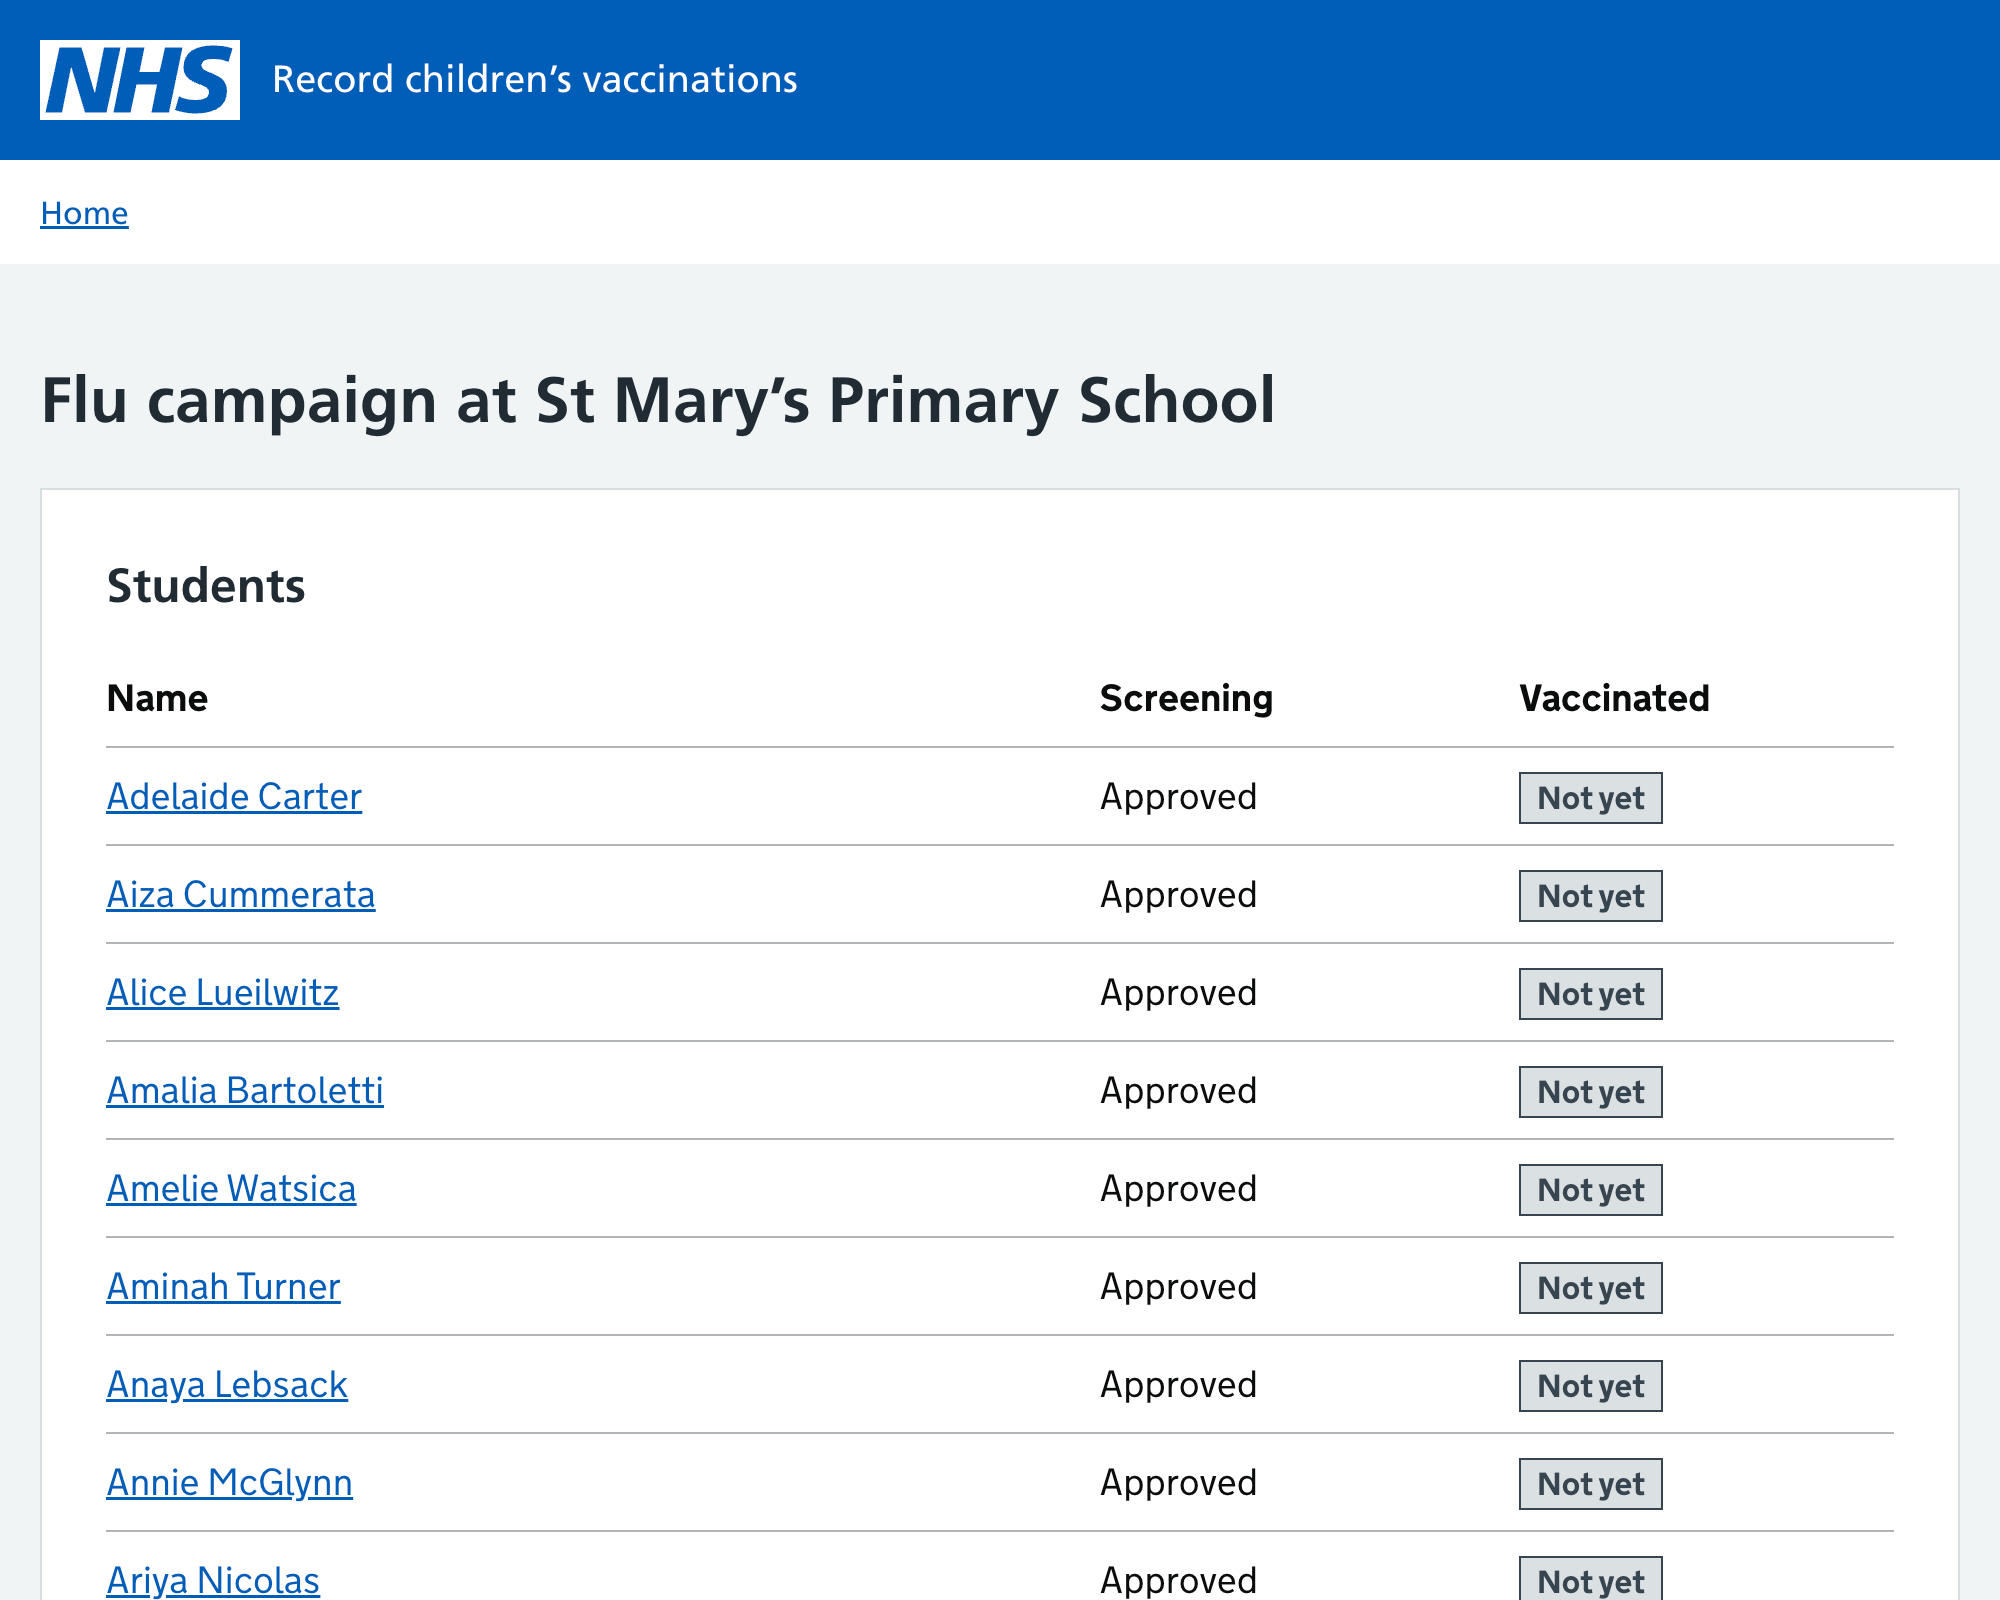 NHS Record children’s vaccinations
Home
Flu campaign at St Mary’s Primary School
Students
Name Screening Vaccinated
Adelaide Carter Approved Not yet
Aiza Cummerata Approved Not yet
Alice Lueilwitz Approved Not yet
Amalia Bartoletti Approved Not yet
Amelie Watsica Approved Not yet
Aminah Turner Approved Not yet
Anaya Lebsack Approved Not yet
Annie McGlynn Approved Not yet
Ariya Nicolas Approved Not yet